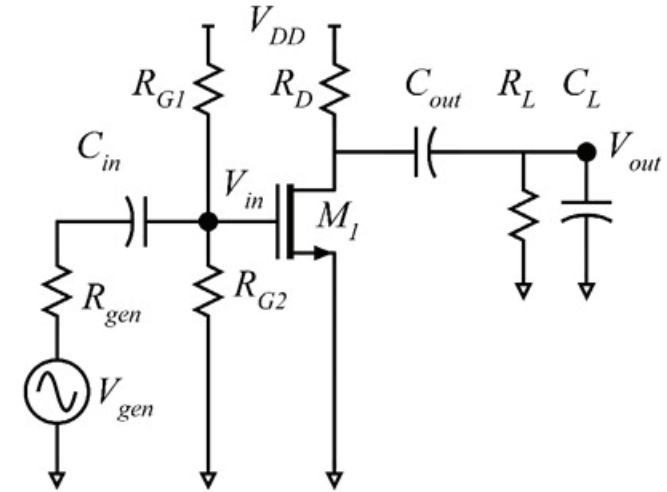 V_DD
R_G1
R_D
C_out
R_L
C_L
C_in
V_in
M_1
V_out
R_gen
R_G2
V_gen